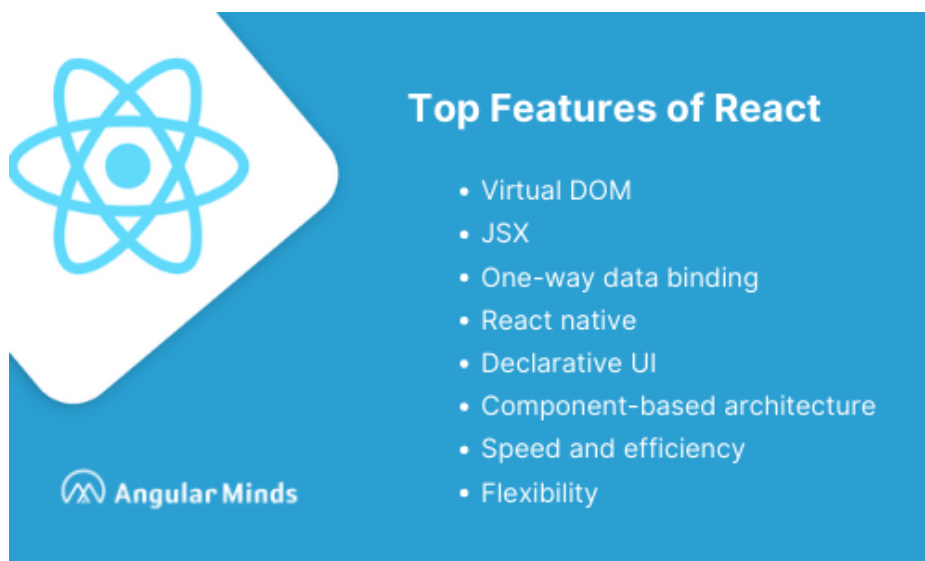 Top Features of React
• Virtual DOM
• JSX
• One-way data binding
• React native
• Declarative UI
• Component-based architecture
• Speed and efficiency
• Flexibility
Angular Minds